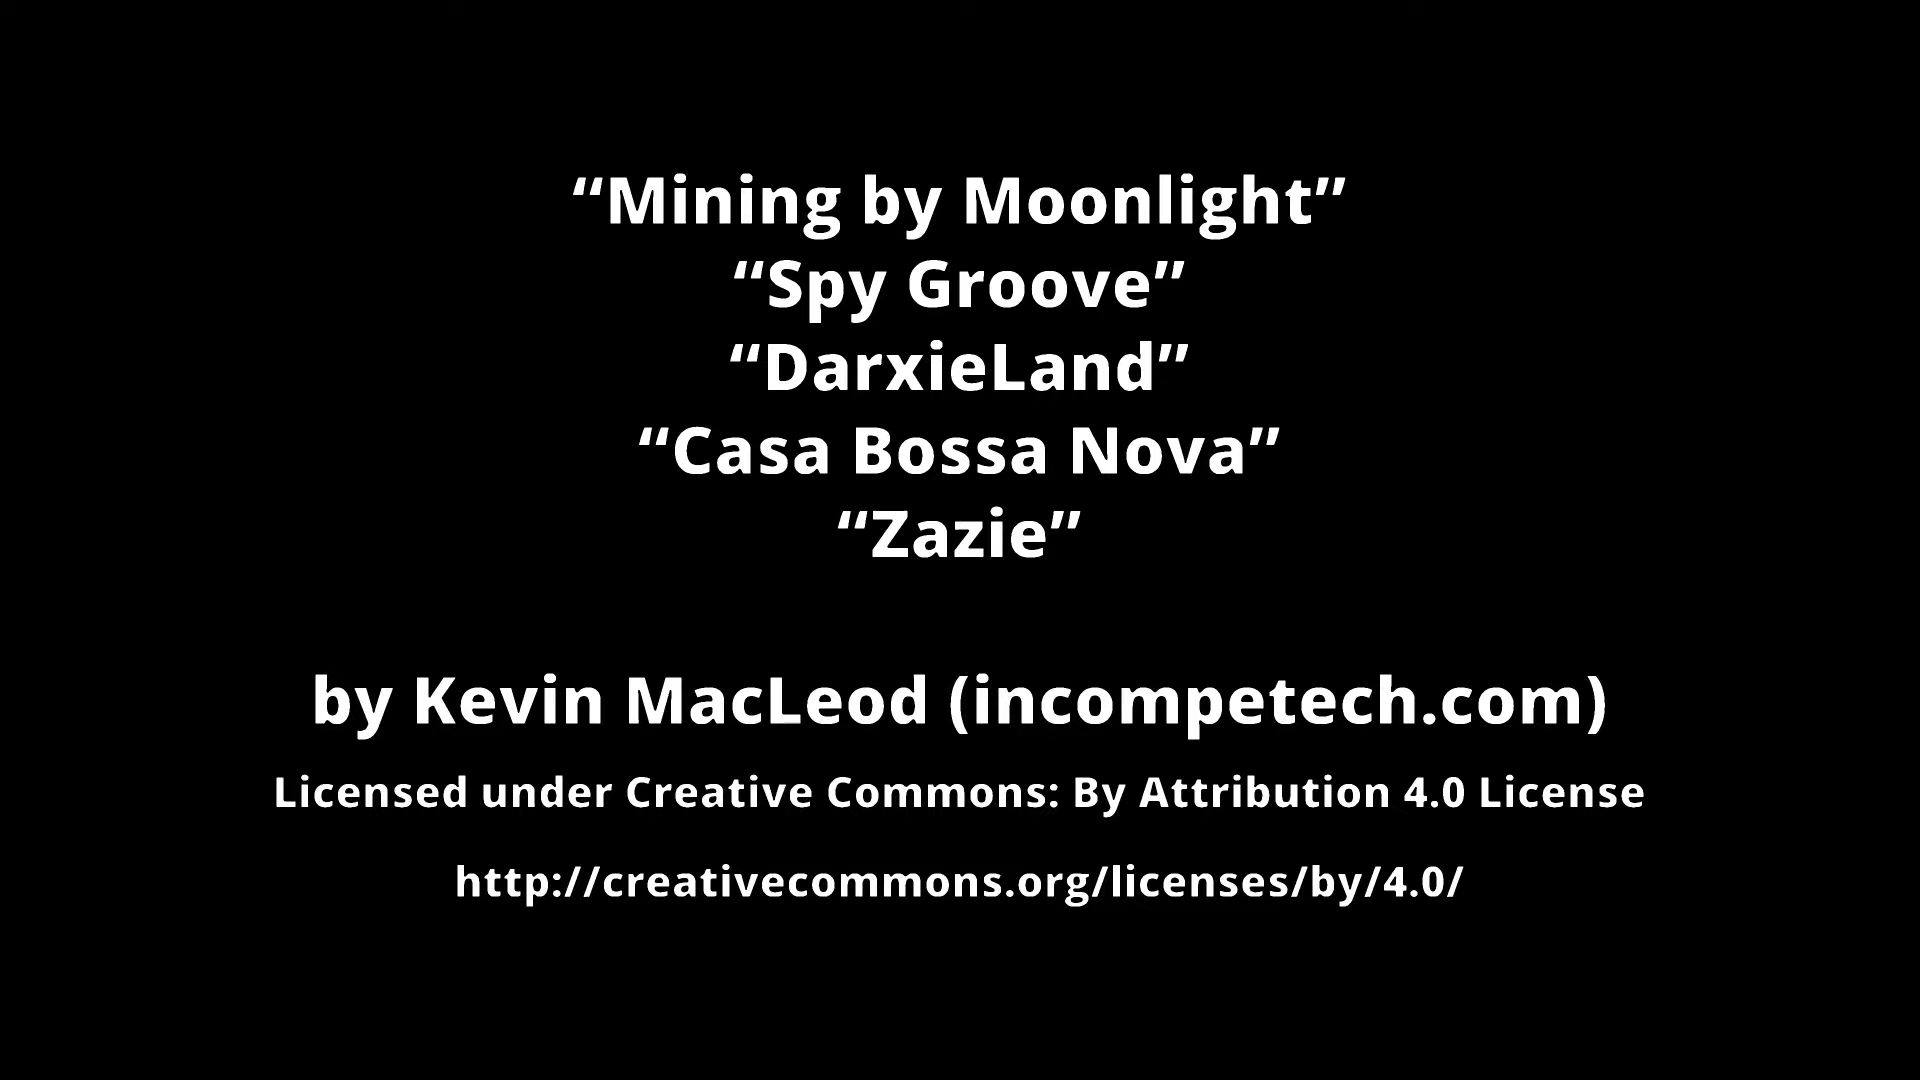 “Mining by Moonlight”
“Spy Groove”
“DarxieLand”
“Casa Bossa Nova”
“Zazie”
by Kevin MacLeod (incompetech.com)
Licensed under Creative Commons: By Attribution 4.0 License
http://creativecommons.org/licenses/by/4.0/